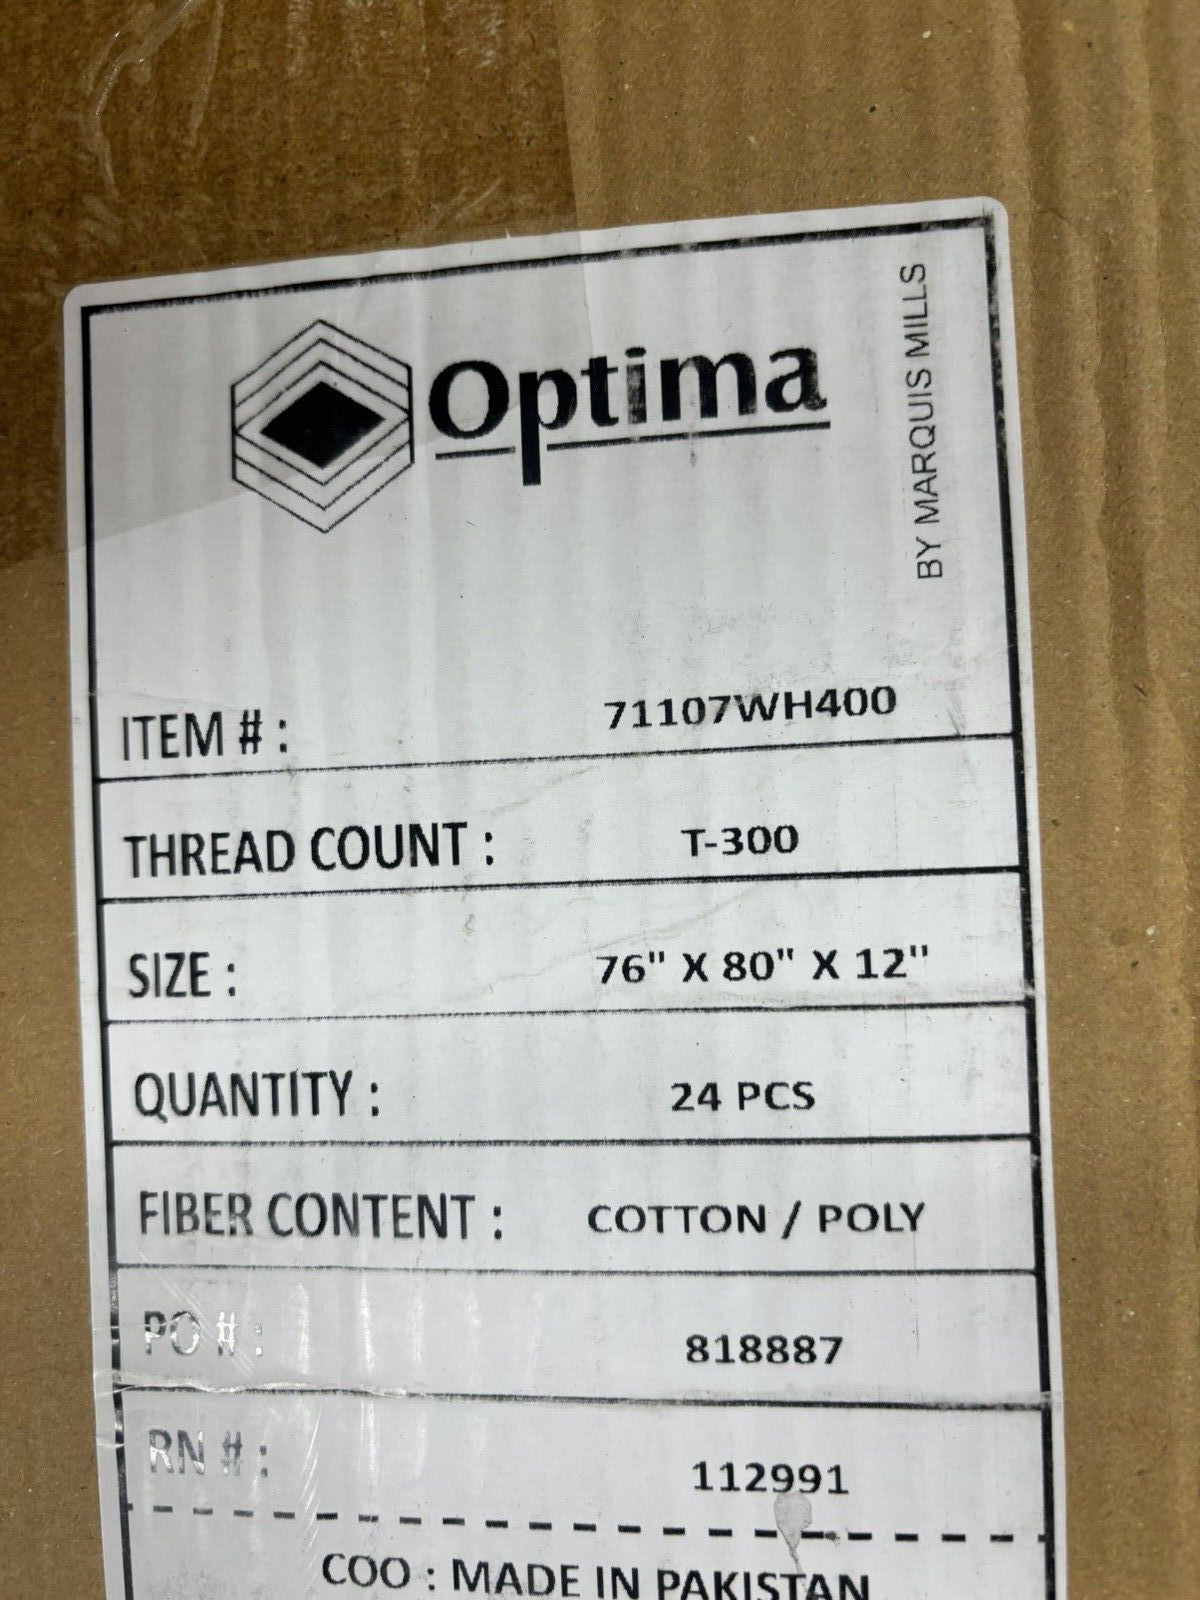 Optima
BY MARQUIS MILLS
ITEM # : 71107WH400
THREAD COUNT : T-300
SIZE : 76" X 80" X 12"
QUANTITY : 24 PCS
FIBER CONTENT : COTTON / POLY
PO # : 818887
RN # : 112991
COO : MADE IN PAKISTAN